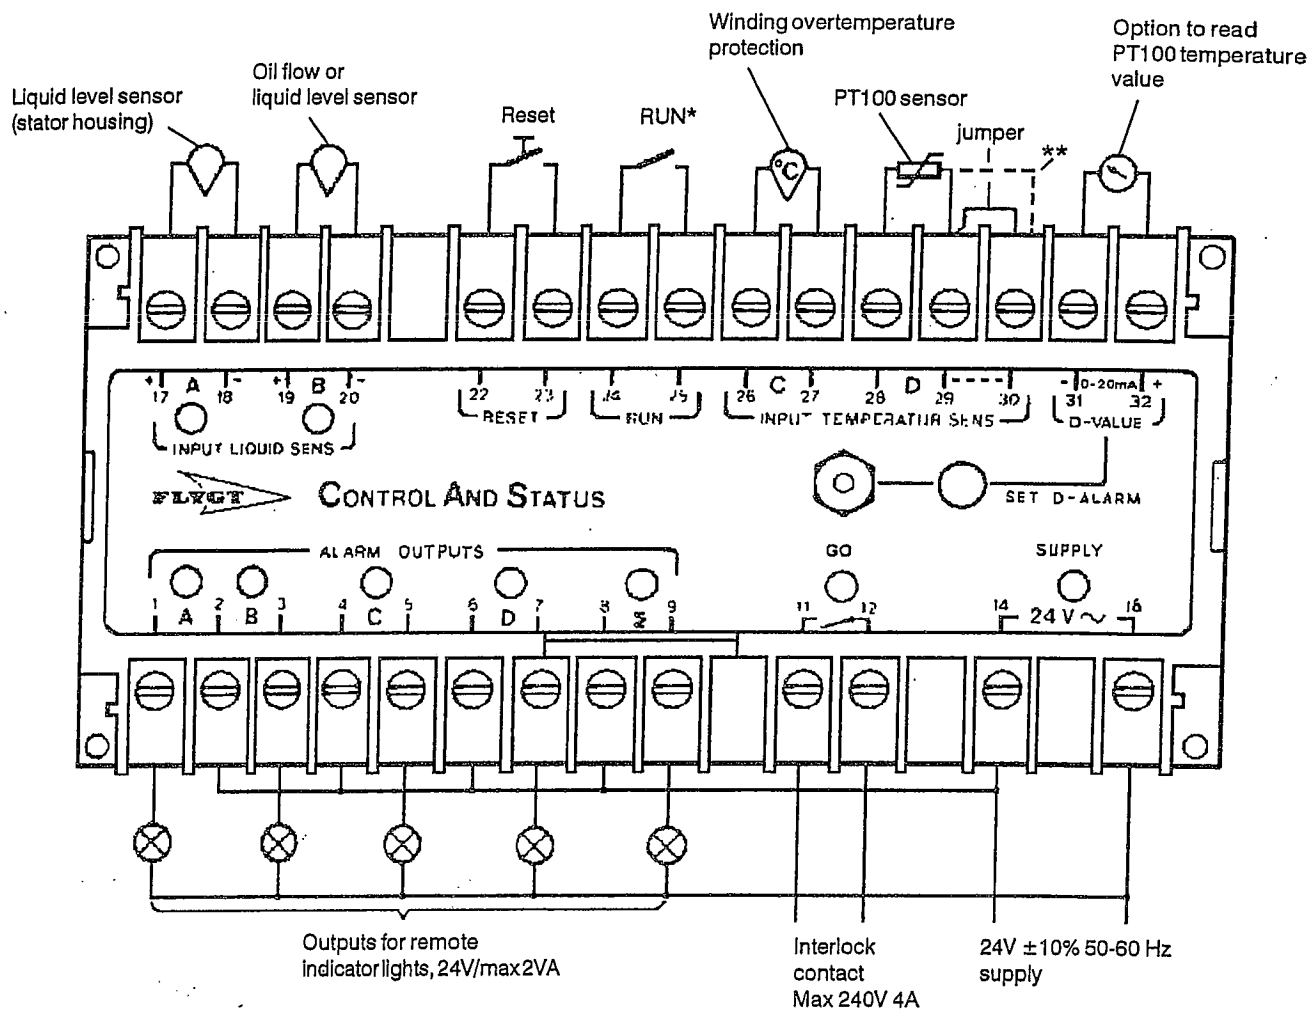 Winding overtemperature
protection
Option to read
PT100 temperature
value
Liquid level sensor
(stator housing)
Oil flow or
liquid level sensor
Reset
RUN*
PT100 sensor
jumper
**
°C
+ A - + B -
17 18 19 20
INPUT LIQUID SENS
22 23
RESET
24 25
RUN
26 C 27 28 D 29 30
INPUT TEMPERATUR SENS
- 0-20mA +
31 32
D-VALUE
FLYGT
CONTROL AND STATUS
SET D-ALARM
ALARM OUTPUTS
GO
SUPPLY
1 A 2 B 3 4 C 5 6 D 7 8 9
11 12
14 24 V ~
Outputs for remote
indicator lights, 24V/max 2VA
Interlock
contact
Max 240V 4A
24V ±10% 50-60 Hz
supply